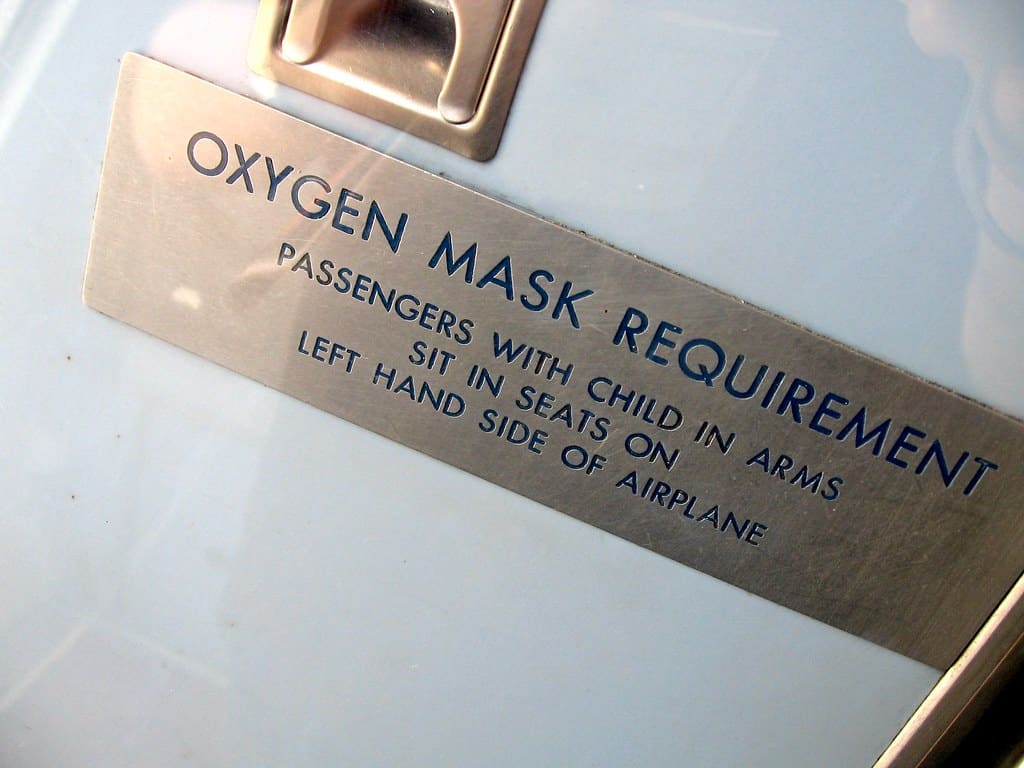 OXYGEN MASK REQUIREMENT
PASSENGERS WITH CHILD IN ARMS
SIT IN SEATS ON
LEFT HAND SIDE OF AIRPLANE